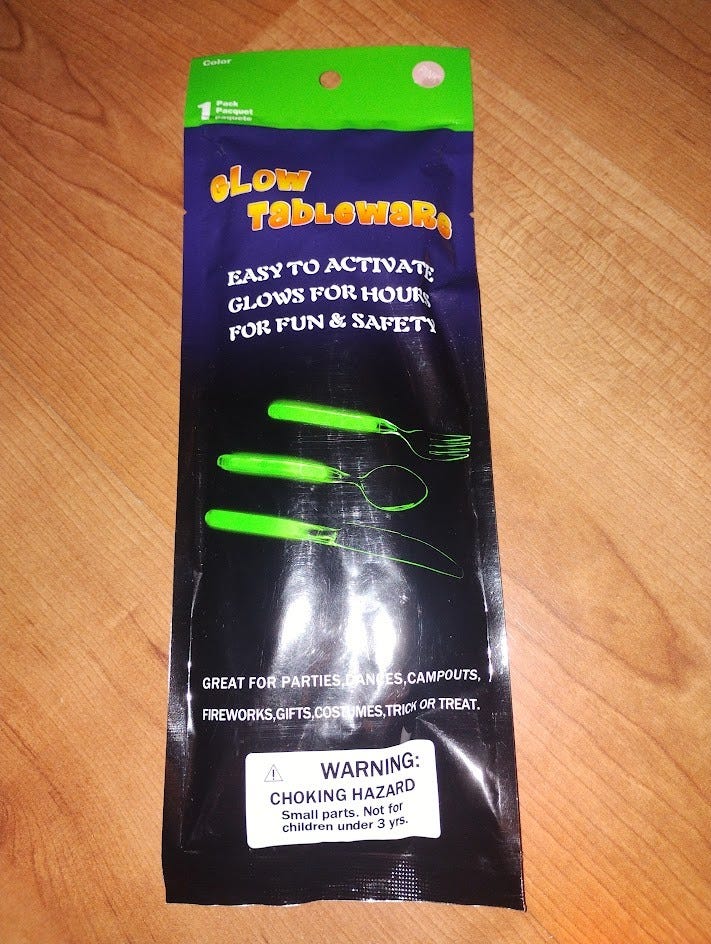 Color
1 Pack
Pacquet
paquete
GLOW
TABLEWARE
EASY TO ACTIVATE
GLOWS FOR HOURS
FOR FUN & SAFETY
GREAT FOR PARTIES,DANCES,CAMPOUTS,
FIREWORKS,GIFTS,COSTUMES,TRICK OR TREAT.
WARNING:
CHOKING HAZARD
Small parts. Not for
children under 3 yrs.